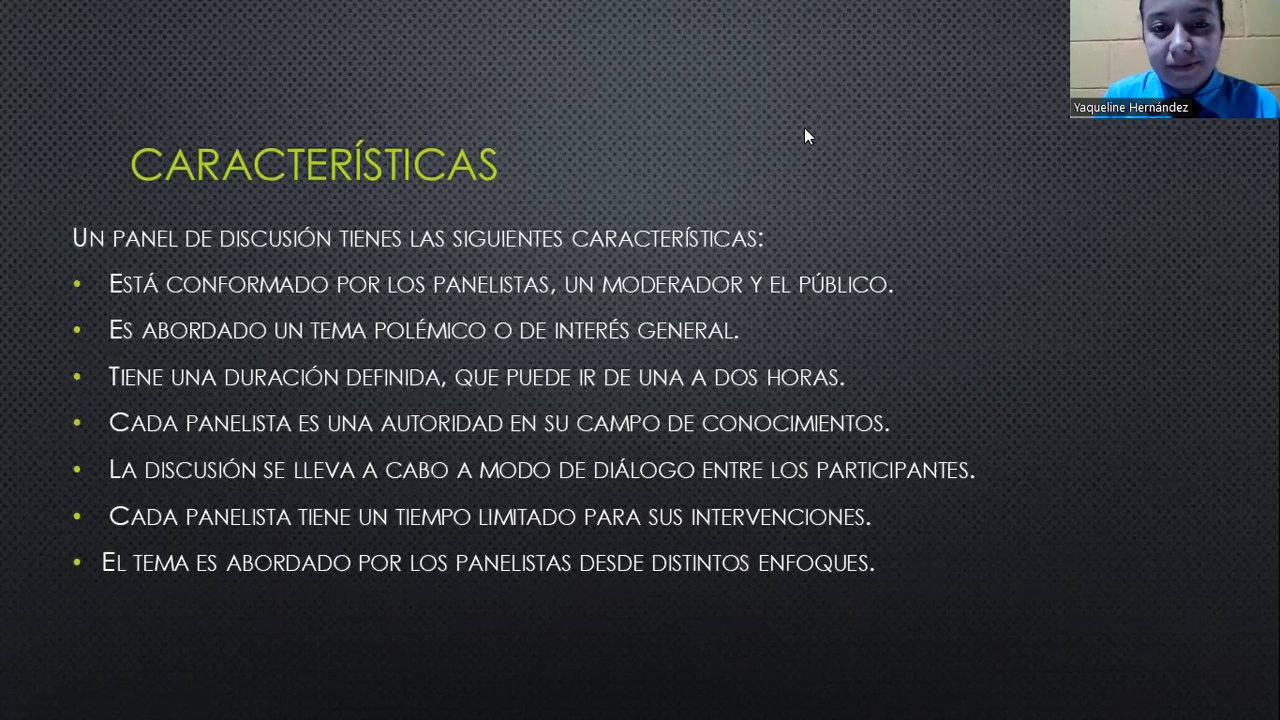 Yaqueline Hernández
CARACTERÍSTICAS
UN PANEL DE DISCUSIÓN TIENES LAS SIGUIENTES CARACTERÍSTICAS:
• ESTÁ CONFORMADO POR LOS PANELISTAS, UN MODERADOR Y EL PÚBLICO.
• ES ABORDADO UN TEMA POLÉMICO O DE INTERÉS GENERAL.
• TIENE UNA DURACIÓN DEFINIDA, QUE PUEDE IR DE UNA A DOS HORAS.
• CADA PANELISTA ES UNA AUTORIDAD EN SU CAMPO DE CONOCIMIENTOS.
• LA DISCUSIÓN SE LLEVA A CABO A MODO DE DIÁLOGO ENTRE LOS PARTICIPANTES.
• CADA PANELISTA TIENE UN TIEMPO LIMITADO PARA SUS INTERVENCIONES.
• EL TEMA ES ABORDADO POR LOS PANELISTAS DESDE DISTINTOS ENFOQUES.